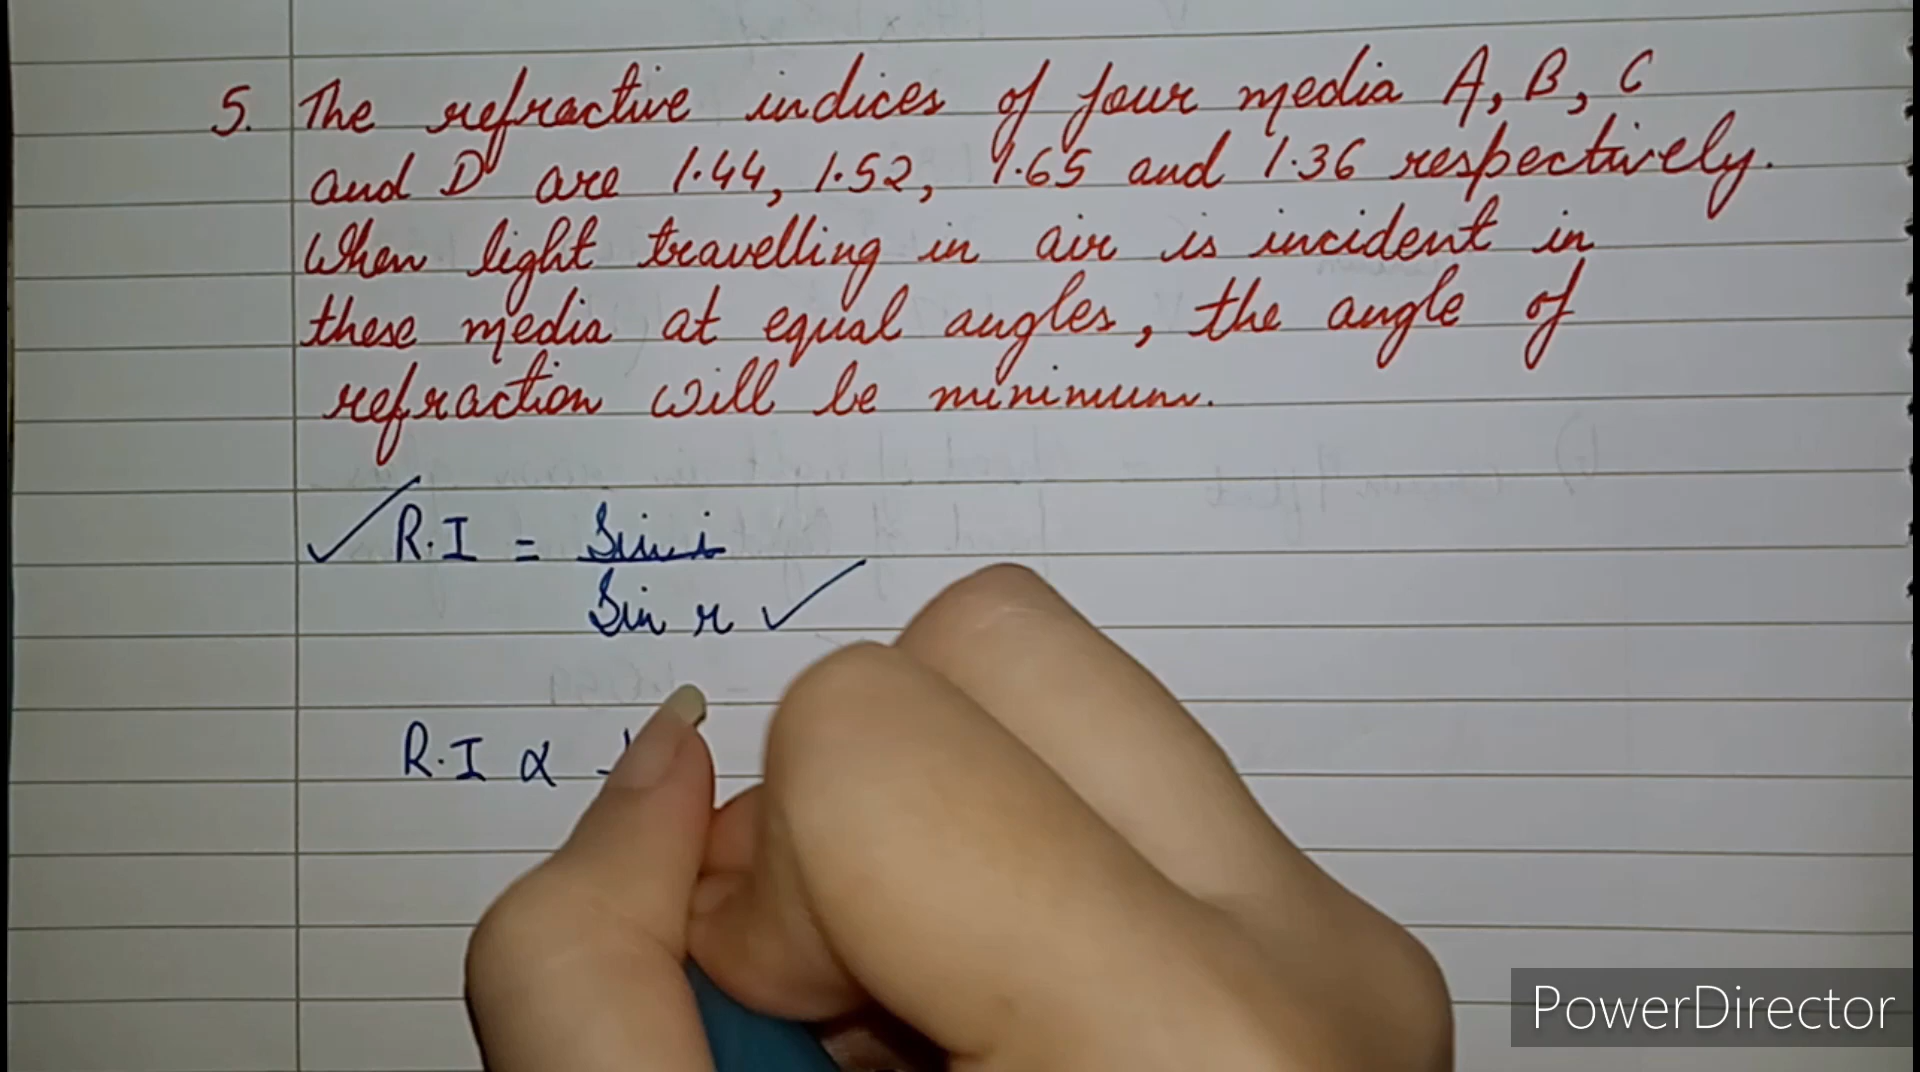 5. The refractive indices of four media A, B, C
and D are 1.44, 1.52, 1.65 and 1.36 respectively.
When light travelling in air is incident in
these media at equal angles, the angle of
refraction will be minimum.
✓ R.I = Sin i
Sin r ✓
R.I α
PowerDirector